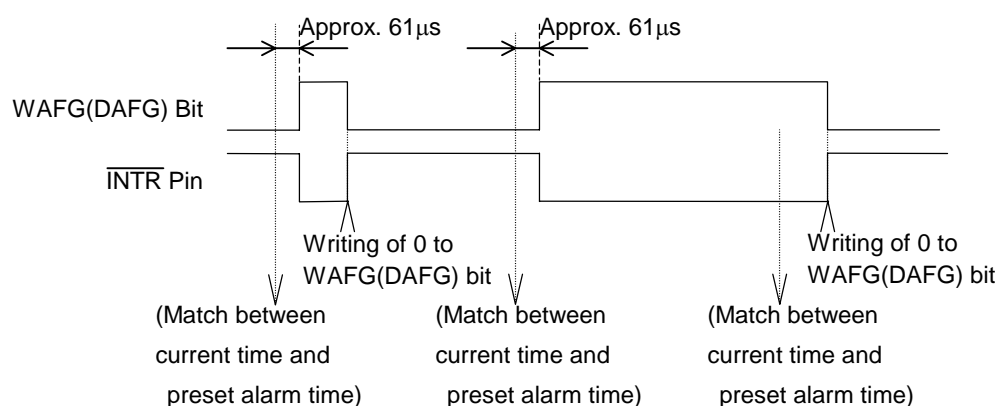 Approx. 61μs
Approx. 61μs
WAFG(DAFG) Bit
INTR Pin
Writing of 0 to
WAFG(DAFG) bit
Writing of 0 to
WAFG(DAFG) bit
(Match between
current time and
preset alarm time)
(Match between
current time and
preset alarm time)
(Match between
current time and
preset alarm time)